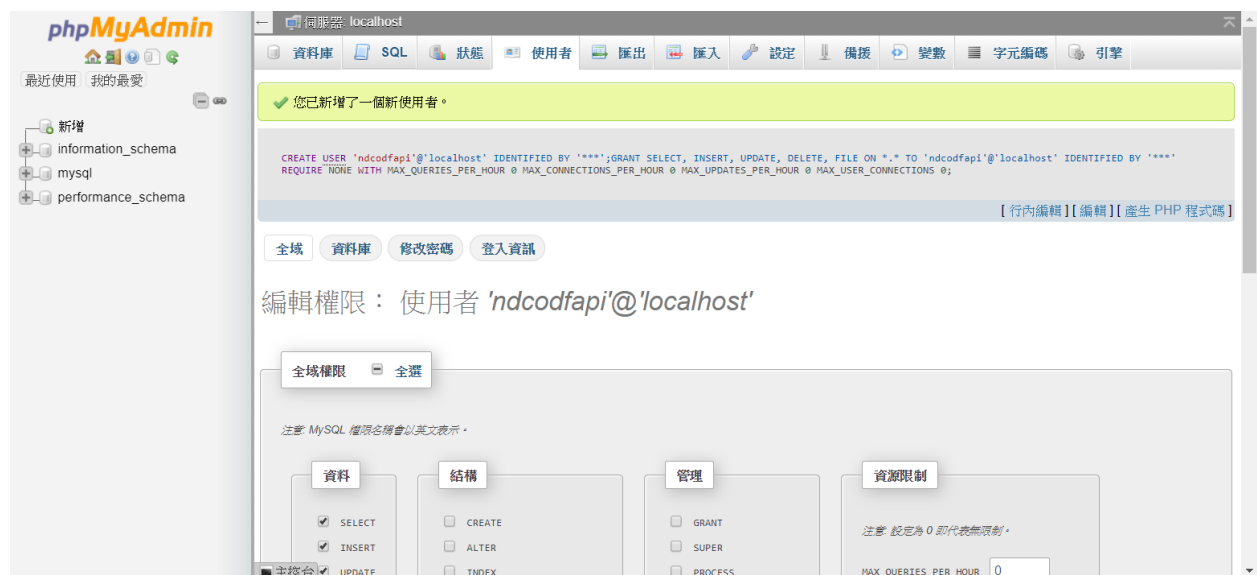 phpMyAdmin
最近使用 我的最愛
新增
information_schema
mysql
performance_schema
伺服器: localhost
資料庫 SQL 狀態 使用者 匯出 匯入 設定 備援 變數 字元編碼 引擎
您已新增了一個新使用者。
CREATE USER 'ndcodfapi'@'localhost' IDENTIFIED BY '***';GRANT SELECT, INSERT, UPDATE, DELETE, FILE ON *.* TO 'ndcodfapi'@'localhost' IDENTIFIED BY '***'
REQUIRE NONE WITH MAX_QUERIES_PER_HOUR 0 MAX_CONNECTIONS_PER_HOUR 0 MAX_UPDATES_PER_HOUR 0 MAX_USER_CONNECTIONS 0;
[ 行內編輯 ] [ 編輯 ] [ 產生 PHP 程式碼 ]
全域 資料庫 修改密碼 登入資訊
編輯權限： 使用者 'ndcodfapi'@'localhost'
全域權限 全選
注意: MySQL 權限名稱會以英文表示。
資料 結構 管理 資源限制
SELECT CREATE GRANT 注意: 設定為 0 即代表無限制。
INSERT ALTER SUPER
主控台 UPDATE INDEX PROCESS MAX QUERIES PER HOUR 0